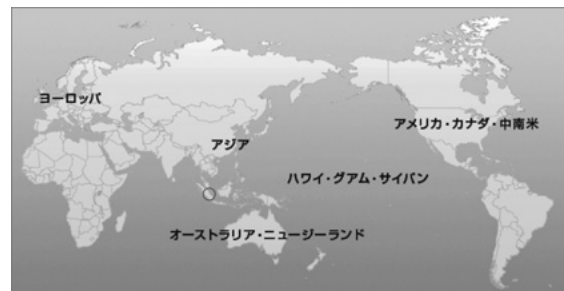 ヨーロッパ
アメリカ・カナダ・中南米
アジア
ハワイ・グアム・サイパン
オーストラリア・ニュージーランド